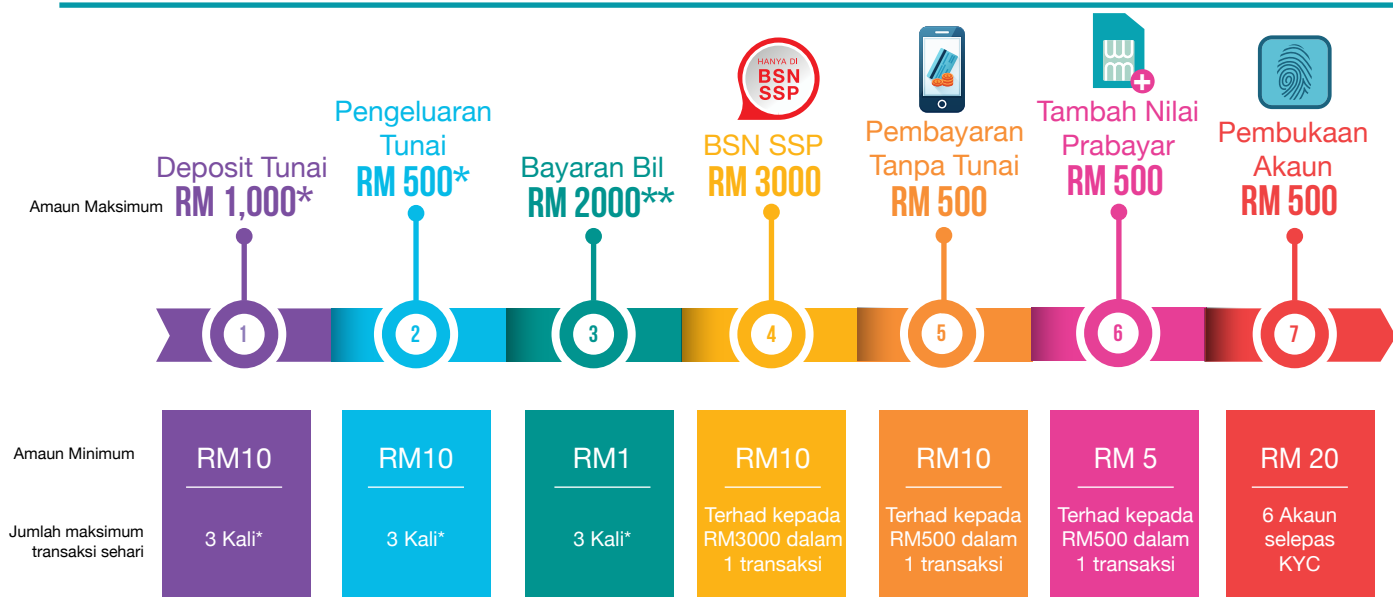 HANYA DI
BSN
SSP
Deposit Tunai
RM 1,000*
Pengeluaran
Tunai
RM 500*
Bayaran Bil
RM 2000**
BSN SSP
RM 3000
Pembayaran
Tanpa Tunai
RM 500
Tambah Nilai
Prabayar
RM 500
Pembukaan
Akaun
RM 500
Amaun Maksimum
1
2
3
4
5
6
7
Amaun Minimum
RM10
RM10
RM1
RM10
RM10
RM 5
RM 20
Jumlah maksimum
transaksi sehari
3 Kali*
3 Kali*
3 Kali*
Terhad kepada
RM3000 dalam
1 transaksi
Terhad kepada
RM500 dalam
1 transaksi
Terhad kepada
RM500 dalam
1 transaksi
6 Akaun
selepas
KYC